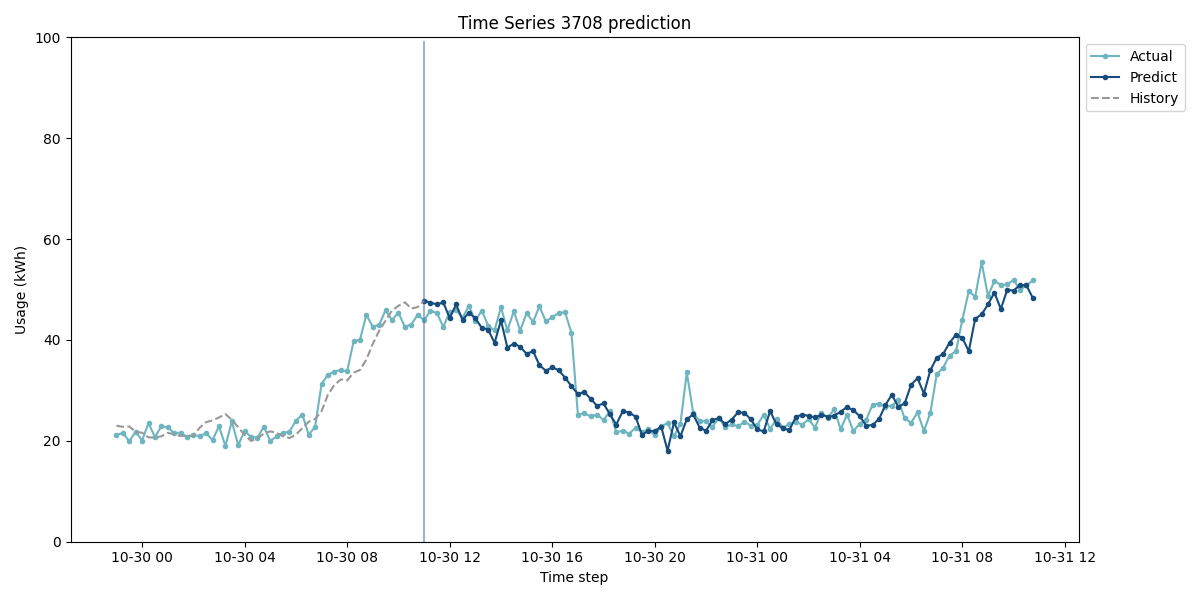 Time Series 3708 prediction
100
80
60
40
20
0
Usage (kWh)
10-30 00
10-30 04
10-30 08
10-30 12
10-30 16
10-30 20
10-31 00
10-31 04
10-31 08
10-31 12
Time step
Actual
Predict
History